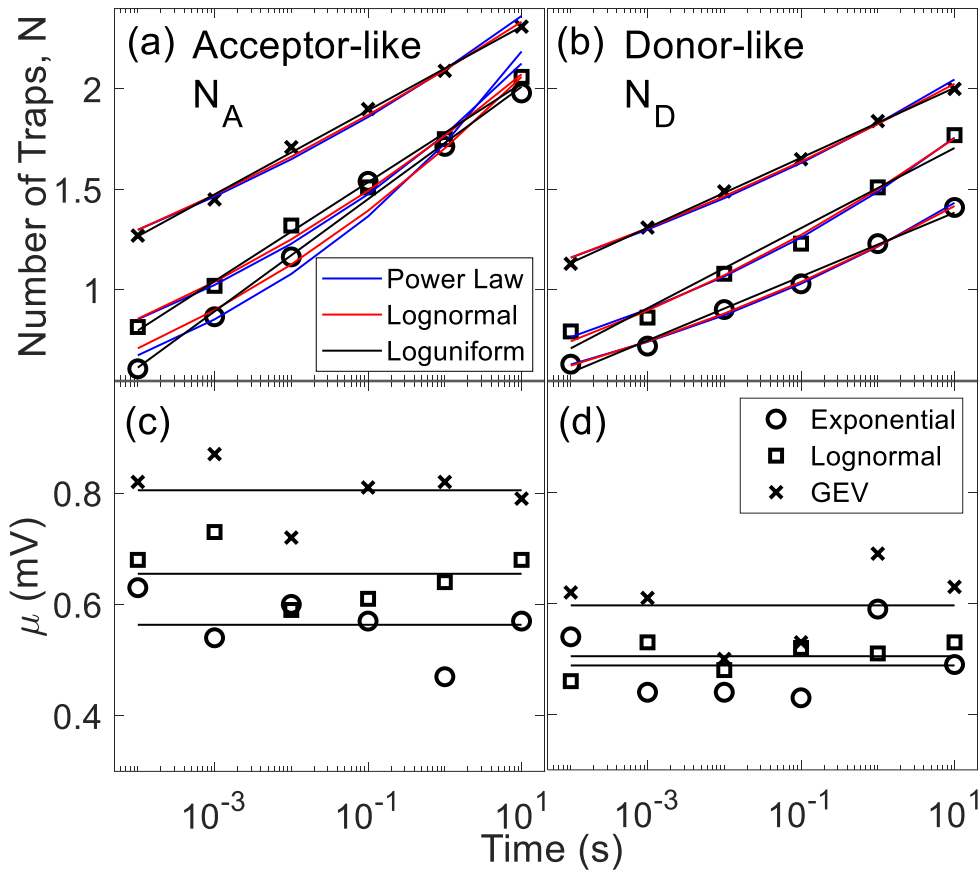 (a) Acceptor-like
N_A
(b) Donor-like
N_D
Number of Traps, N
2
1.5
1
Power Law
Lognormal
Loguniform
(c)
(d)
Exponential
Lognormal
GEV
μ (mV)
0.8
0.6
0.4
10^-3
10^-1
10^1
10^-3
10^-1
10^1
Time (s)